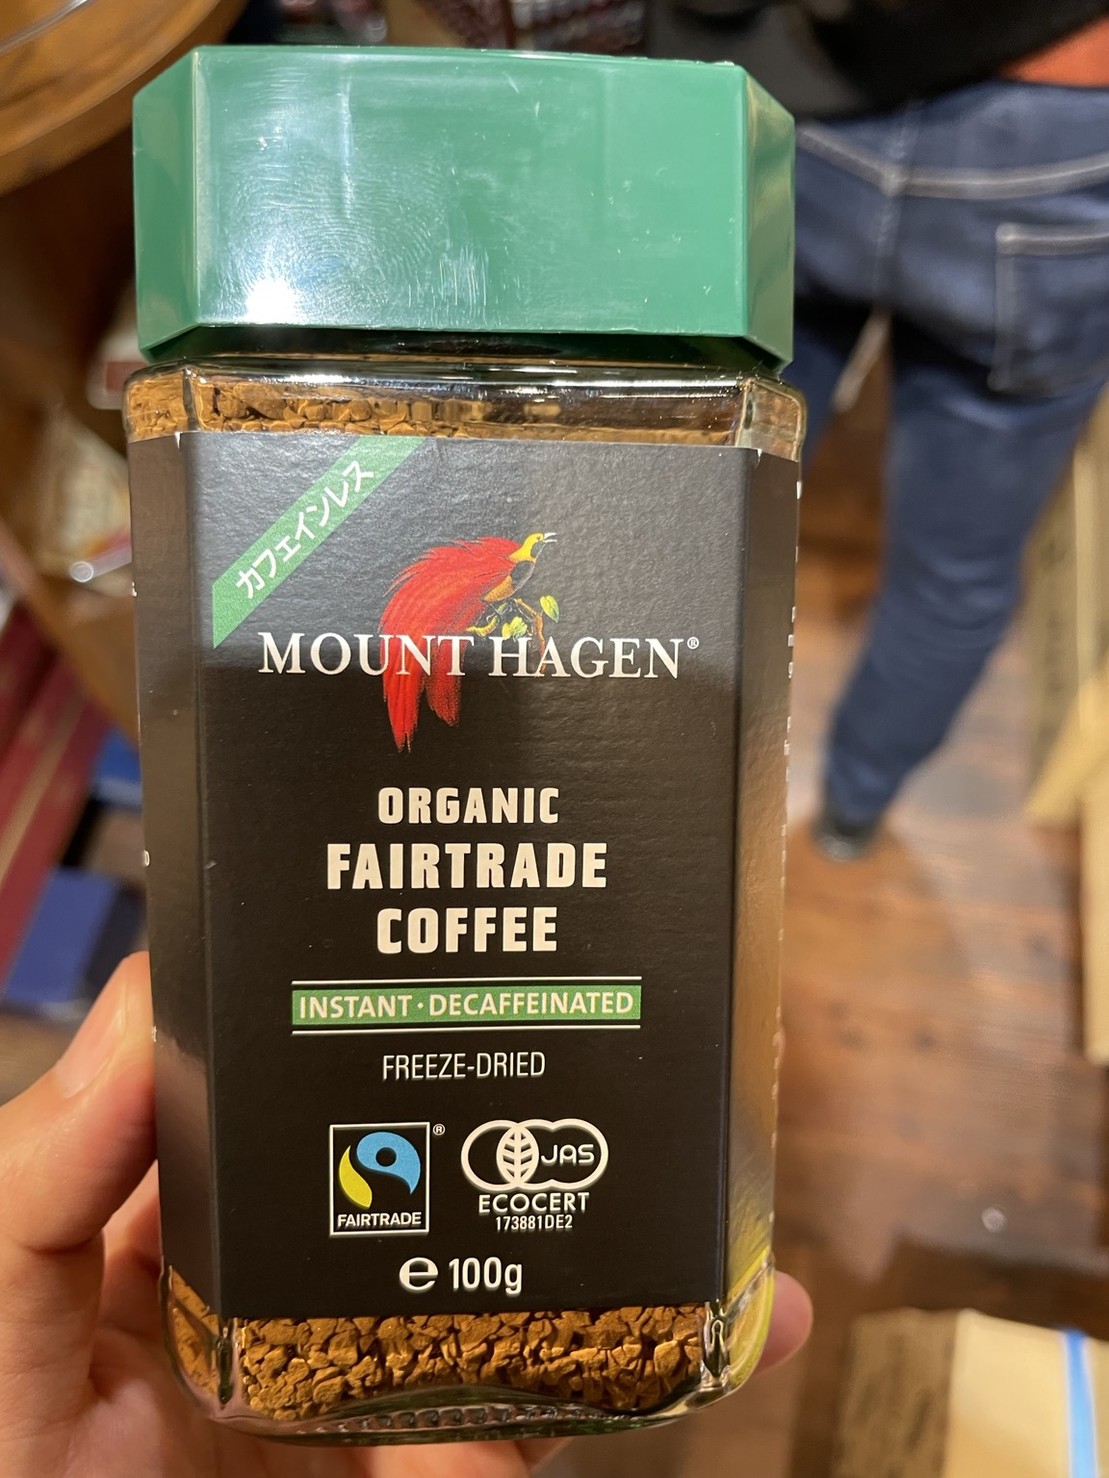 カフェインレス
MOUNT HAGEN®
ORGANIC
FAIRTRADE
COFFEE
INSTANT・DECAFFEINATED
FREEZE-DRIED
®
FAIRTRADE
JAS
ECOCERT
173881DE2
℮ 100g